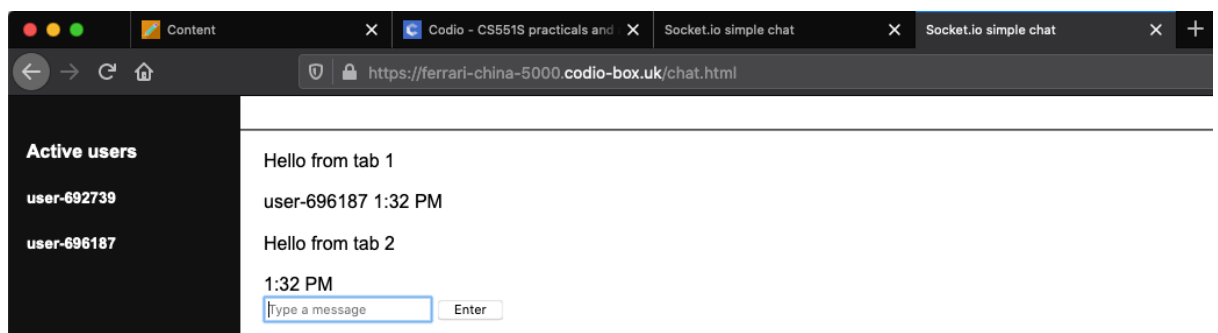 Content
Codio - CS551S practicals and
Socket.io simple chat
Socket.io simple chat
https://ferrari-china-5000.codio-box.uk/chat.html
Active users
user-692739
user-696187
Hello from tab 1
user-696187 1:32 PM
Hello from tab 2
1:32 PM
Type a message
Enter